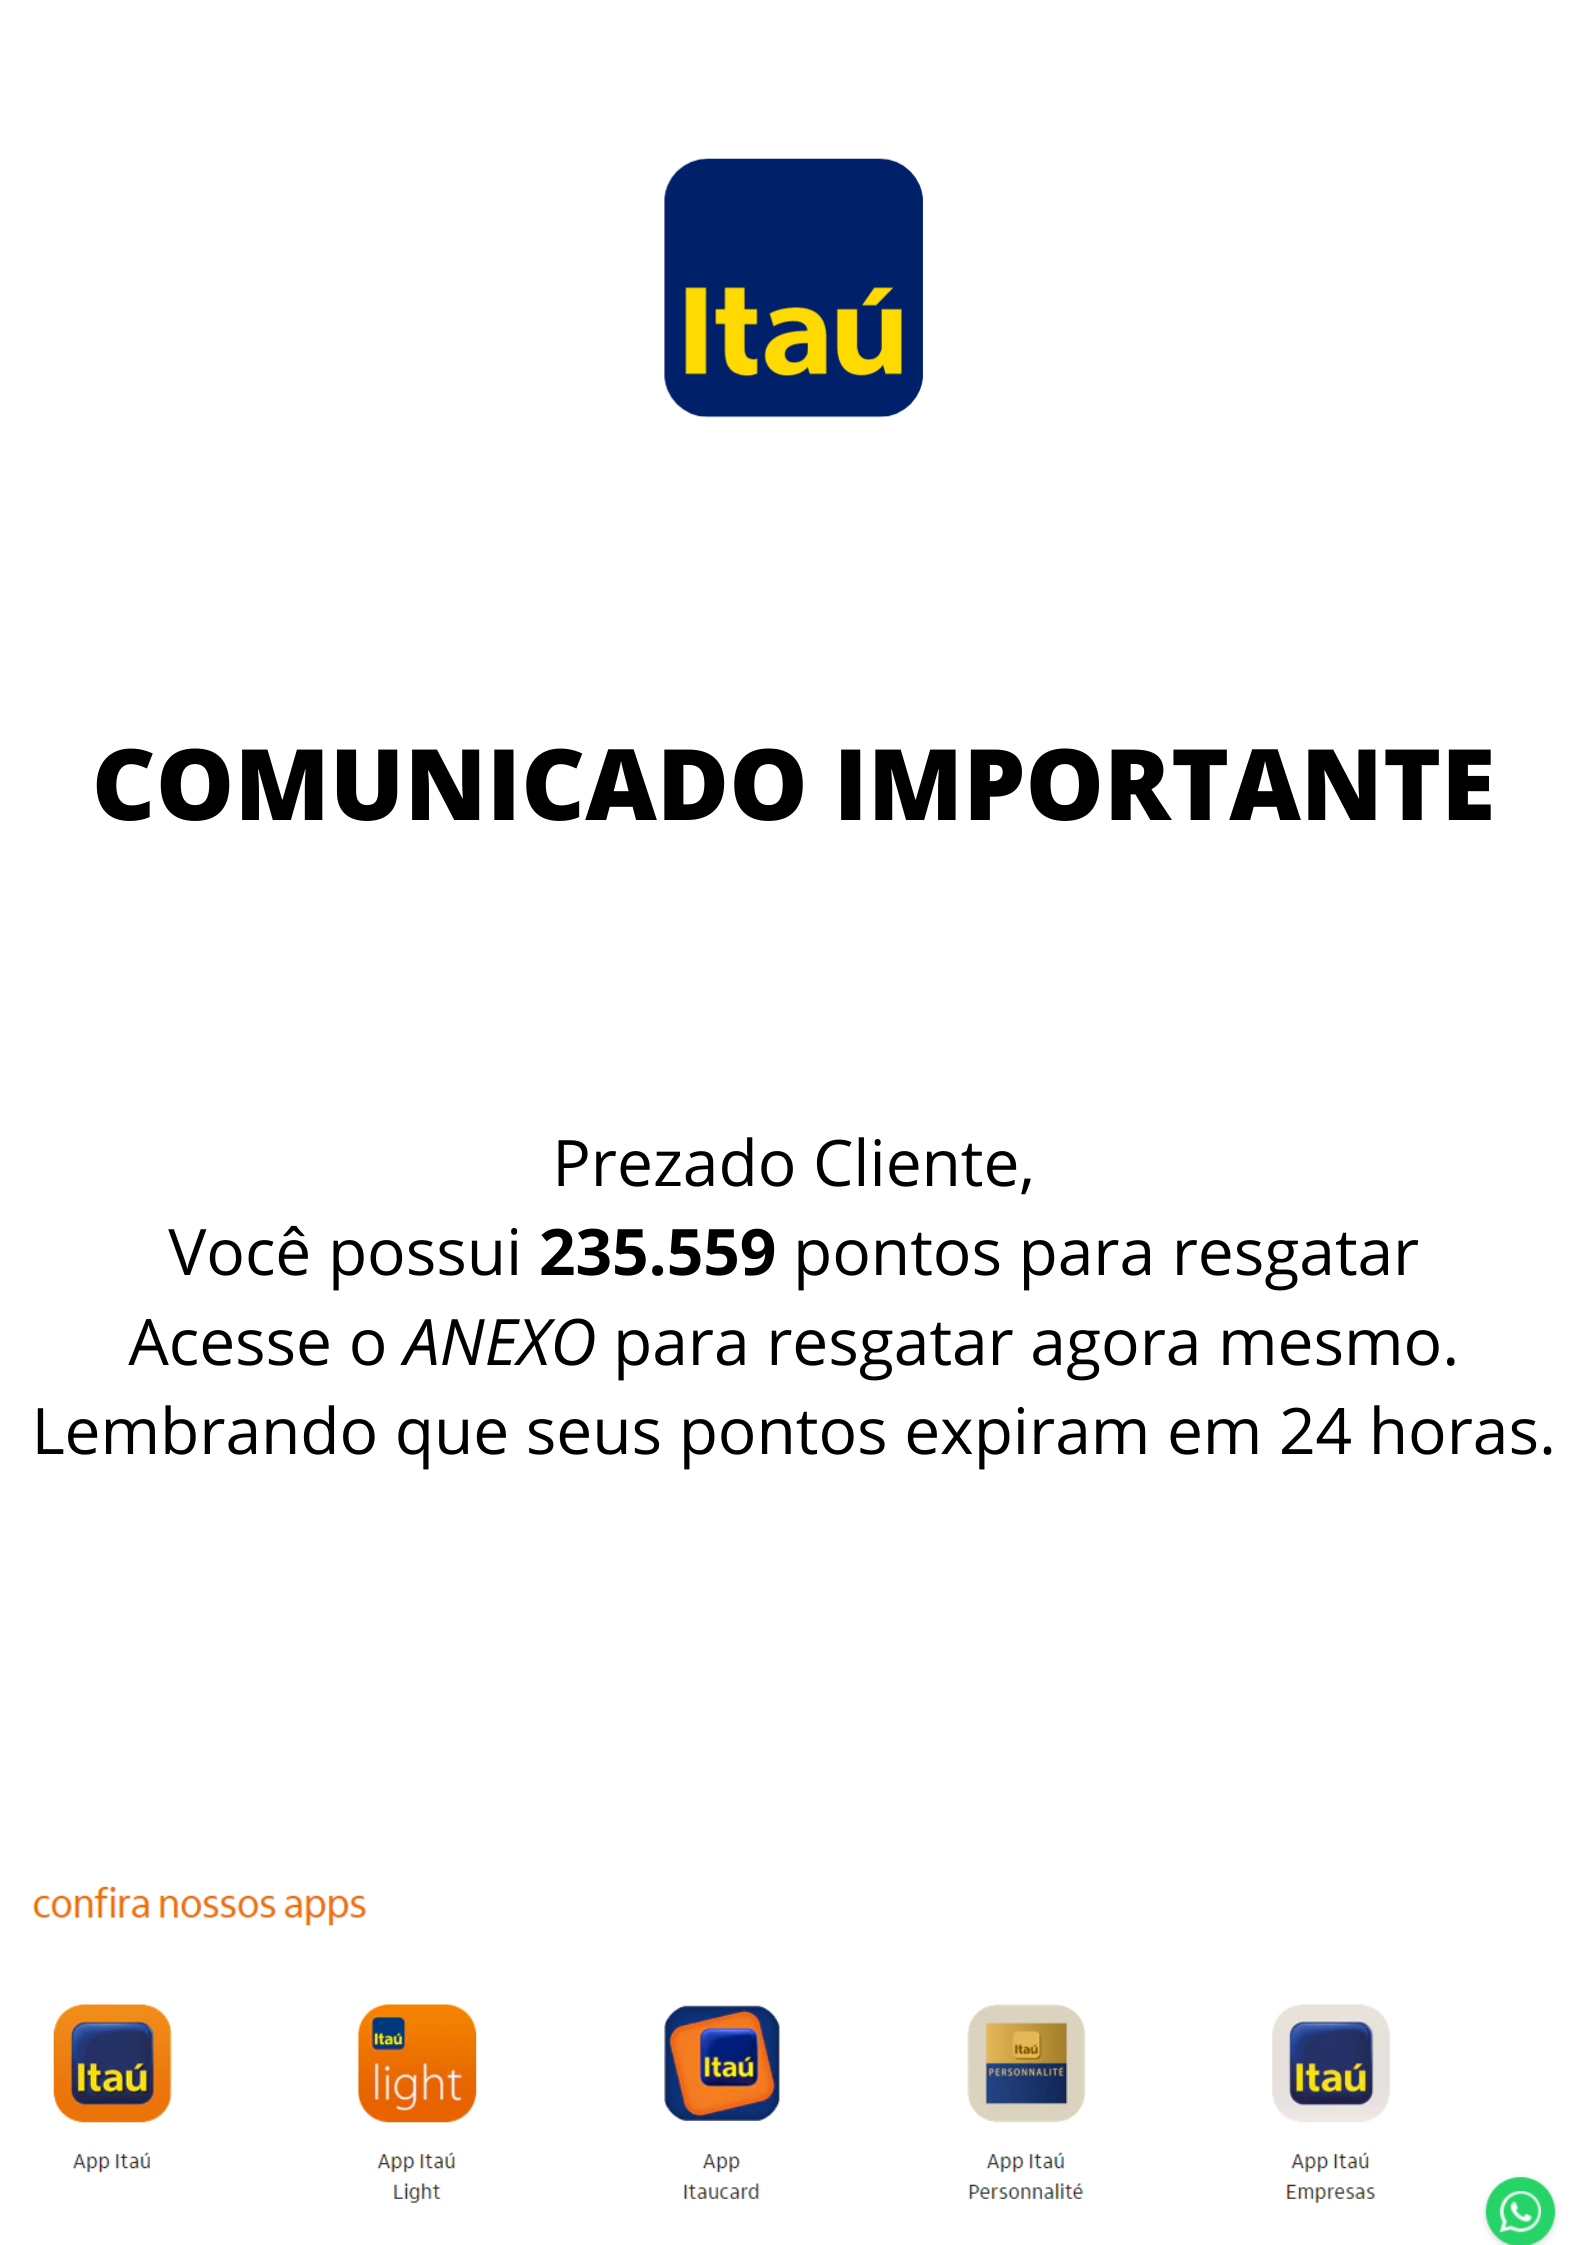 Itaú
COMUNICADO IMPORTANTE
Prezado Cliente,
Você possui 235.559 pontos para resgatar
Acesse o ANEXO para resgatar agora mesmo.
Lembrando que seus pontos expiram em 24 horas.
confira nossos apps
Itaú
Itaú
light
Itaú
Itaú
PERSONNALITÉ
Itaú
App Itaú
App Itaú
Light
App
Itaucard
App Itaú
Personnalité
App Itaú
Empresas